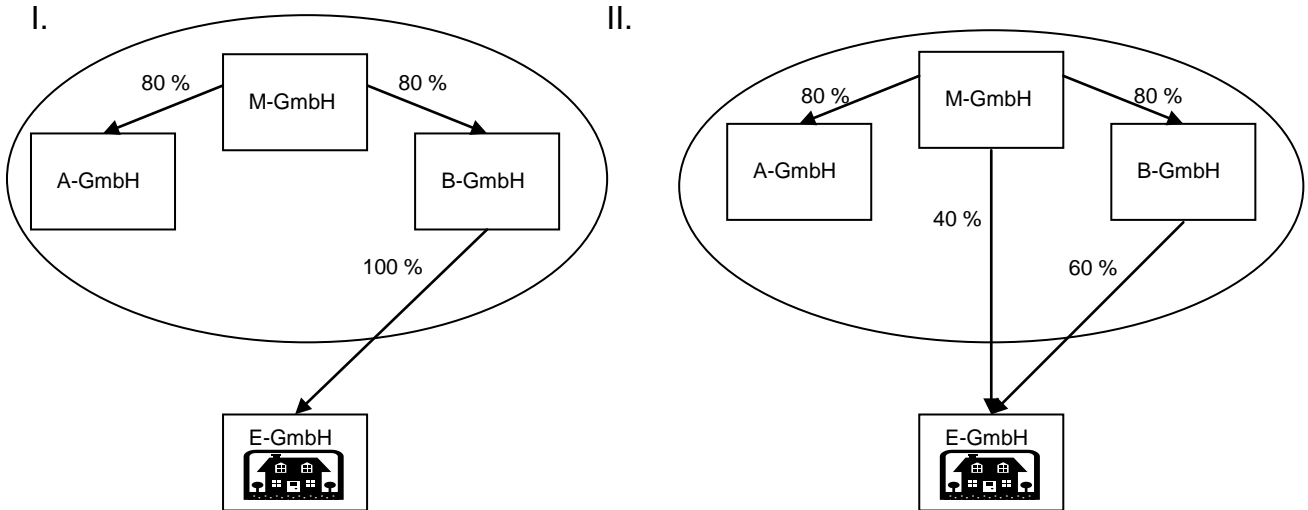 I.
80 %
M-GmbH
80 %
A-GmbH
B-GmbH
100 %
E-GmbH
II.
80 %
M-GmbH
80 %
A-GmbH
B-GmbH
40 %
60 %
E-GmbH